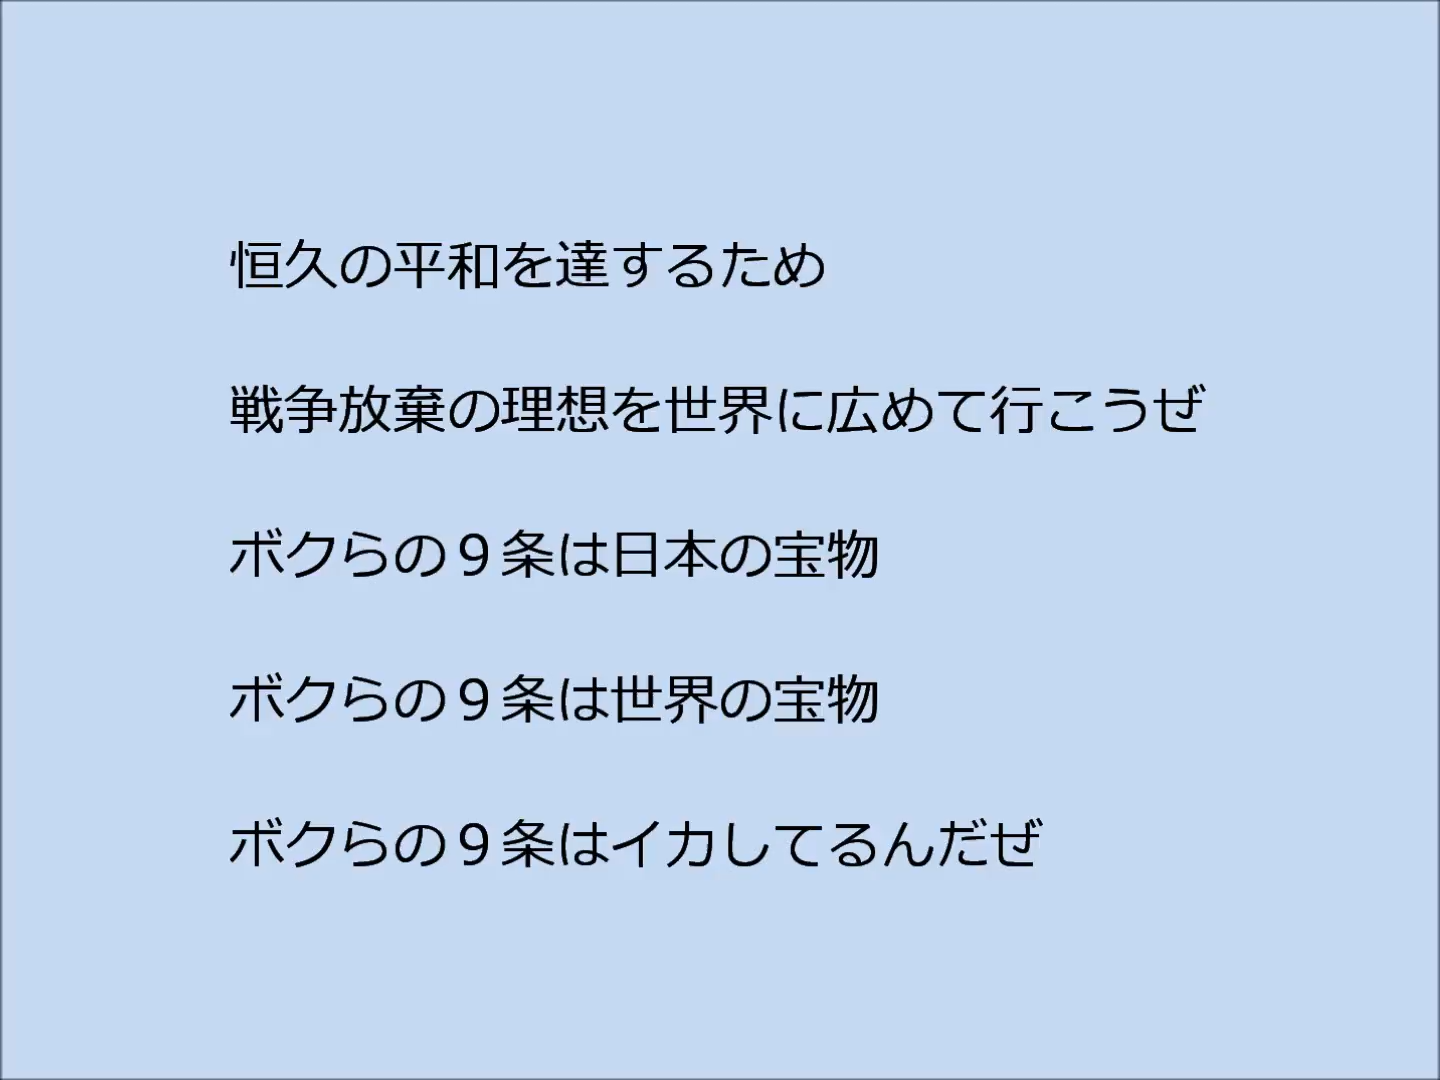 恒久の平和を達するため
戦争放棄の理想を世界に広めて行こうぜ
ボクらの９条は日本の宝物
ボクらの９条は世界の宝物
ボクらの９条はイカしてるんだぜ